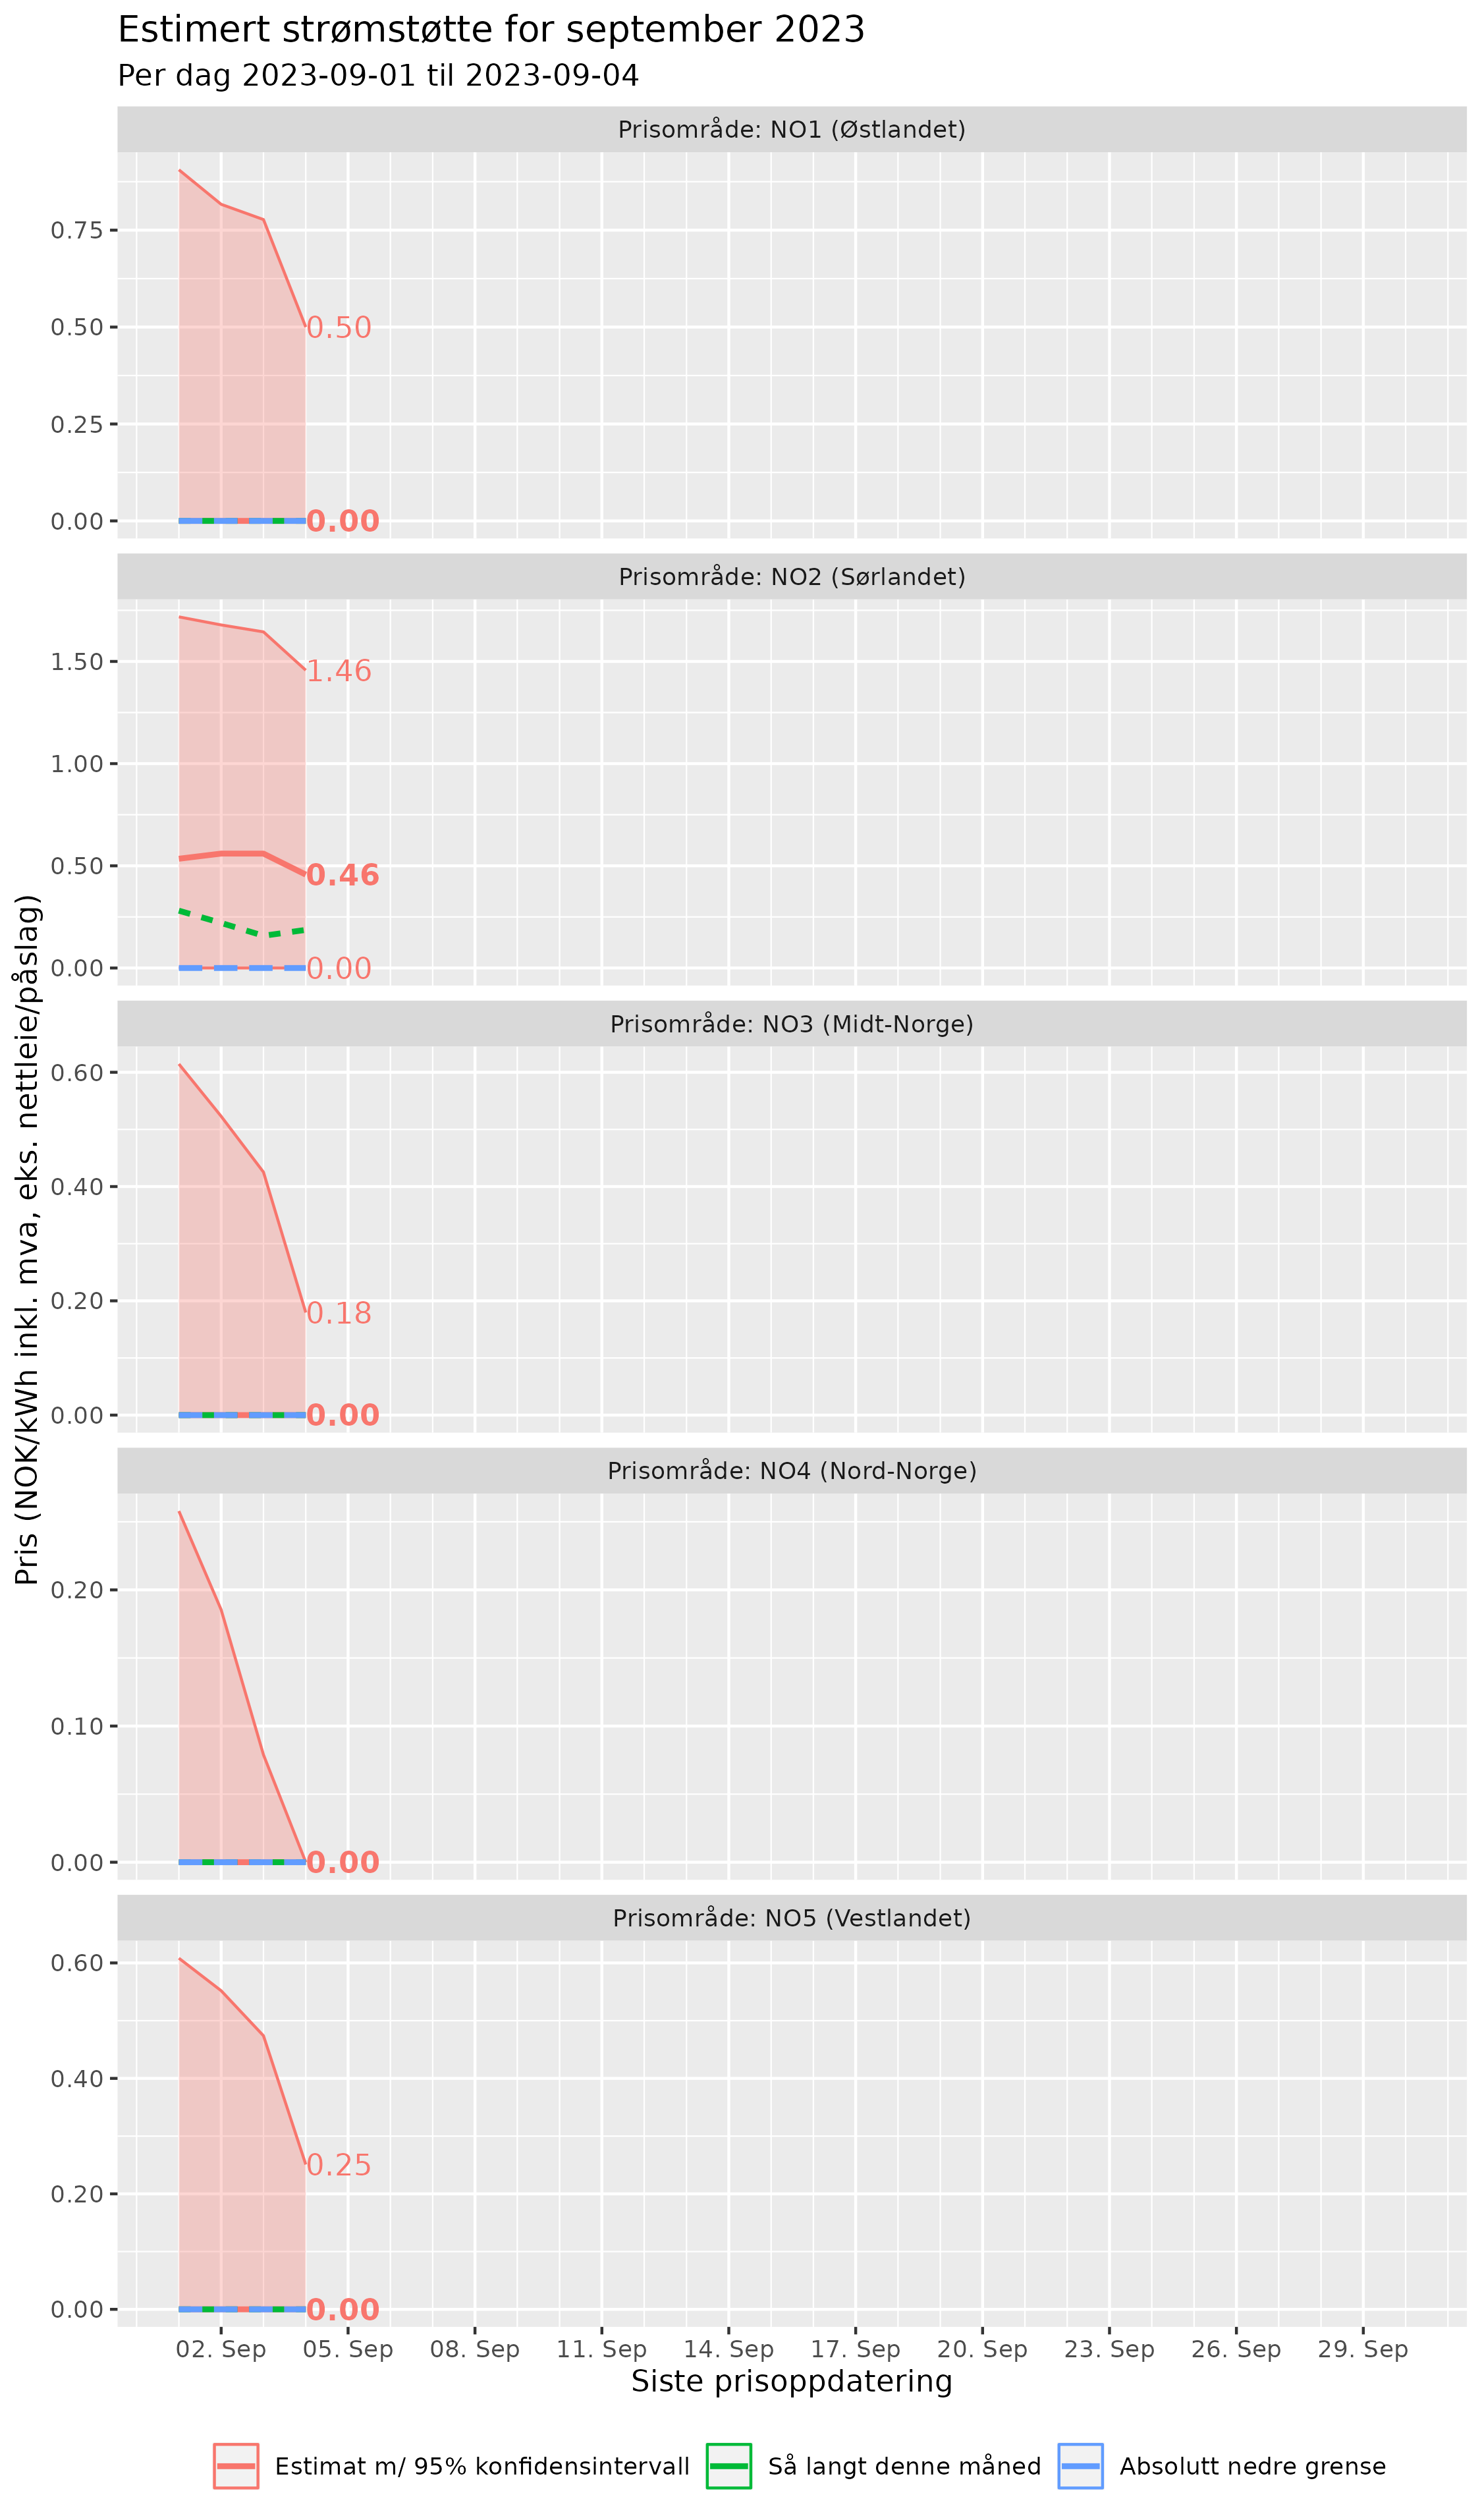 Estimert strømstøtte for september 2023
Per dag 2023-09-01 til 2023-09-04
Pris (NOK/kWh inkl. mva, eks. nettleie/påslag)
Prisområde: NO1 (Østlandet)
0.75
0.50
0.25
0.00
0.50
0.00
Prisområde: NO2 (Sørlandet)
1.50
1.00
0.50
0.00
1.46
0.46
0.00
Prisområde: NO3 (Midt-Norge)
0.60
0.40
0.20
0.00
0.18
0.00
Prisområde: NO4 (Nord-Norge)
0.20
0.10
0.00
0.00
Prisområde: NO5 (Vestlandet)
0.60
0.40
0.20
0.00
0.25
0.00
02. Sep 05. Sep 08. Sep 11. Sep 14. Sep 17. Sep 20. Sep 23. Sep 26. Sep 29. Sep
Siste prisoppdatering
Estimat m/ 95% konfidensintervall Så langt denne måned Absolutt nedre grense